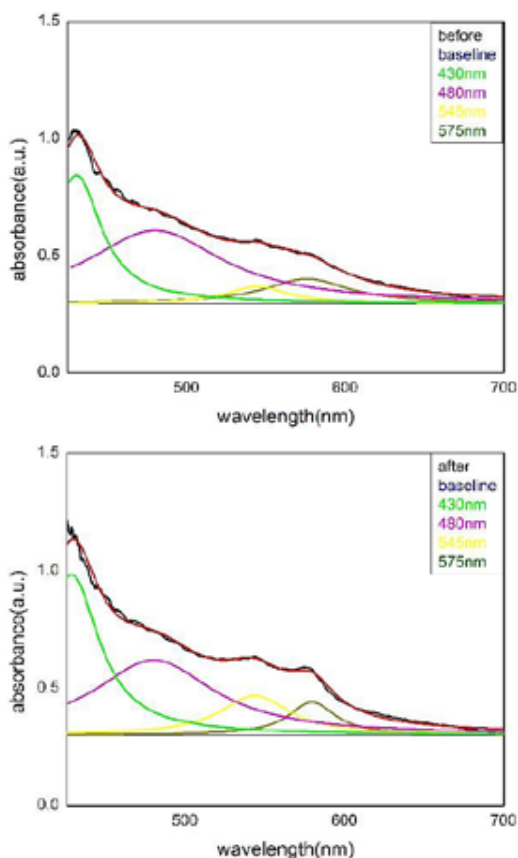 1.5
before
baseline
430nm
480nm
545nm
575nm
1.0
absorbance(a.u.)
0.5
0.0
500
600
700
wavelength(nm)
1.5
after
baseline
430nm
480nm
545nm
575nm
1.0
absorbance(a.u.)
0.5
0.0
500
600
700
wavelength(nm)